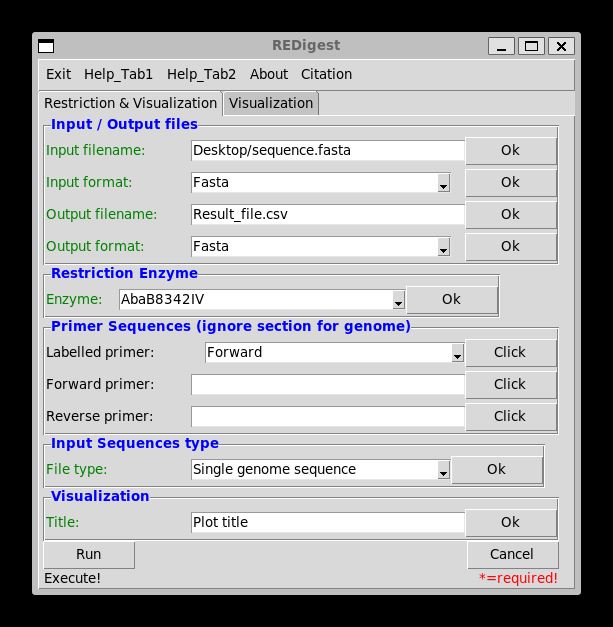 REDigest
Exit Help_Tab1 Help_Tab2 About Citation
Restriction & Visualization Visualization
Input / Output files
Input filename: Desktop/sequence.fasta Ok
Input format: Fasta Ok
Output filename: Result_file.csv Ok
Output format: Fasta Ok
Restriction Enzyme
Enzyme: AbaB8342IV Ok
Primer Sequences (ignore section for genome)
Labelled primer: Forward Click
Forward primer: Click
Reverse primer: Click
Input Sequences type
File type: Single genome sequence Ok
Visualization
Title: Plot title Ok
Run Cancel
Execute! *=required!